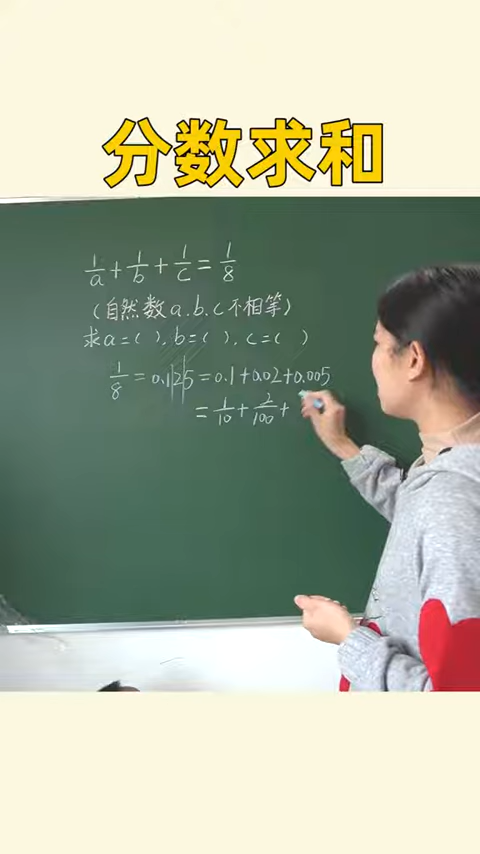 分数求和
1/a + 1/b + 1/c = 1/8
(自然数a.b.c不相等)
求a=( ),b=( ),c=( )
1/8 = 0.125 = 0.1+0.02+0.005
= 1/10 + 2/100 +